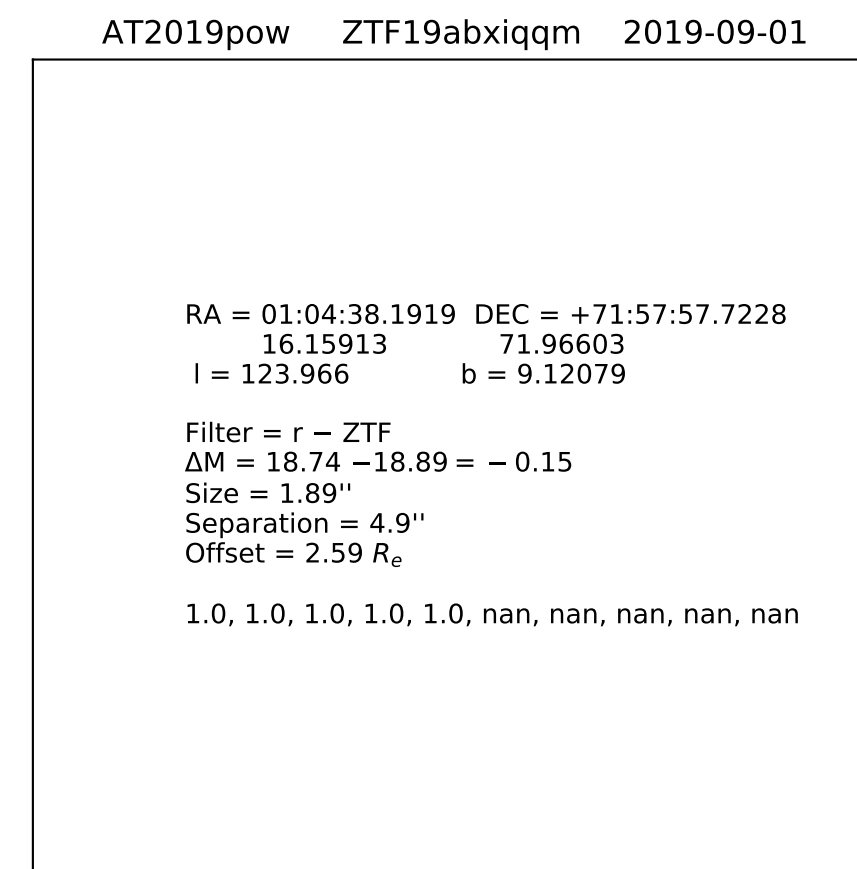 AT2019pow ZTF19abxiqqm 2019-09-01
RA = 01:04:38.1919 DEC = +71:57:57.7228
16.15913 71.96603
l = 123.966 b = 9.12079
Filter = r − ZTF
ΔM = 18.74 −18.89 = − 0.15
Size = 1.89''
Separation = 4.9''
Offset = 2.59 Rₑ
1.0, 1.0, 1.0, 1.0, 1.0, nan, nan, nan, nan, nan